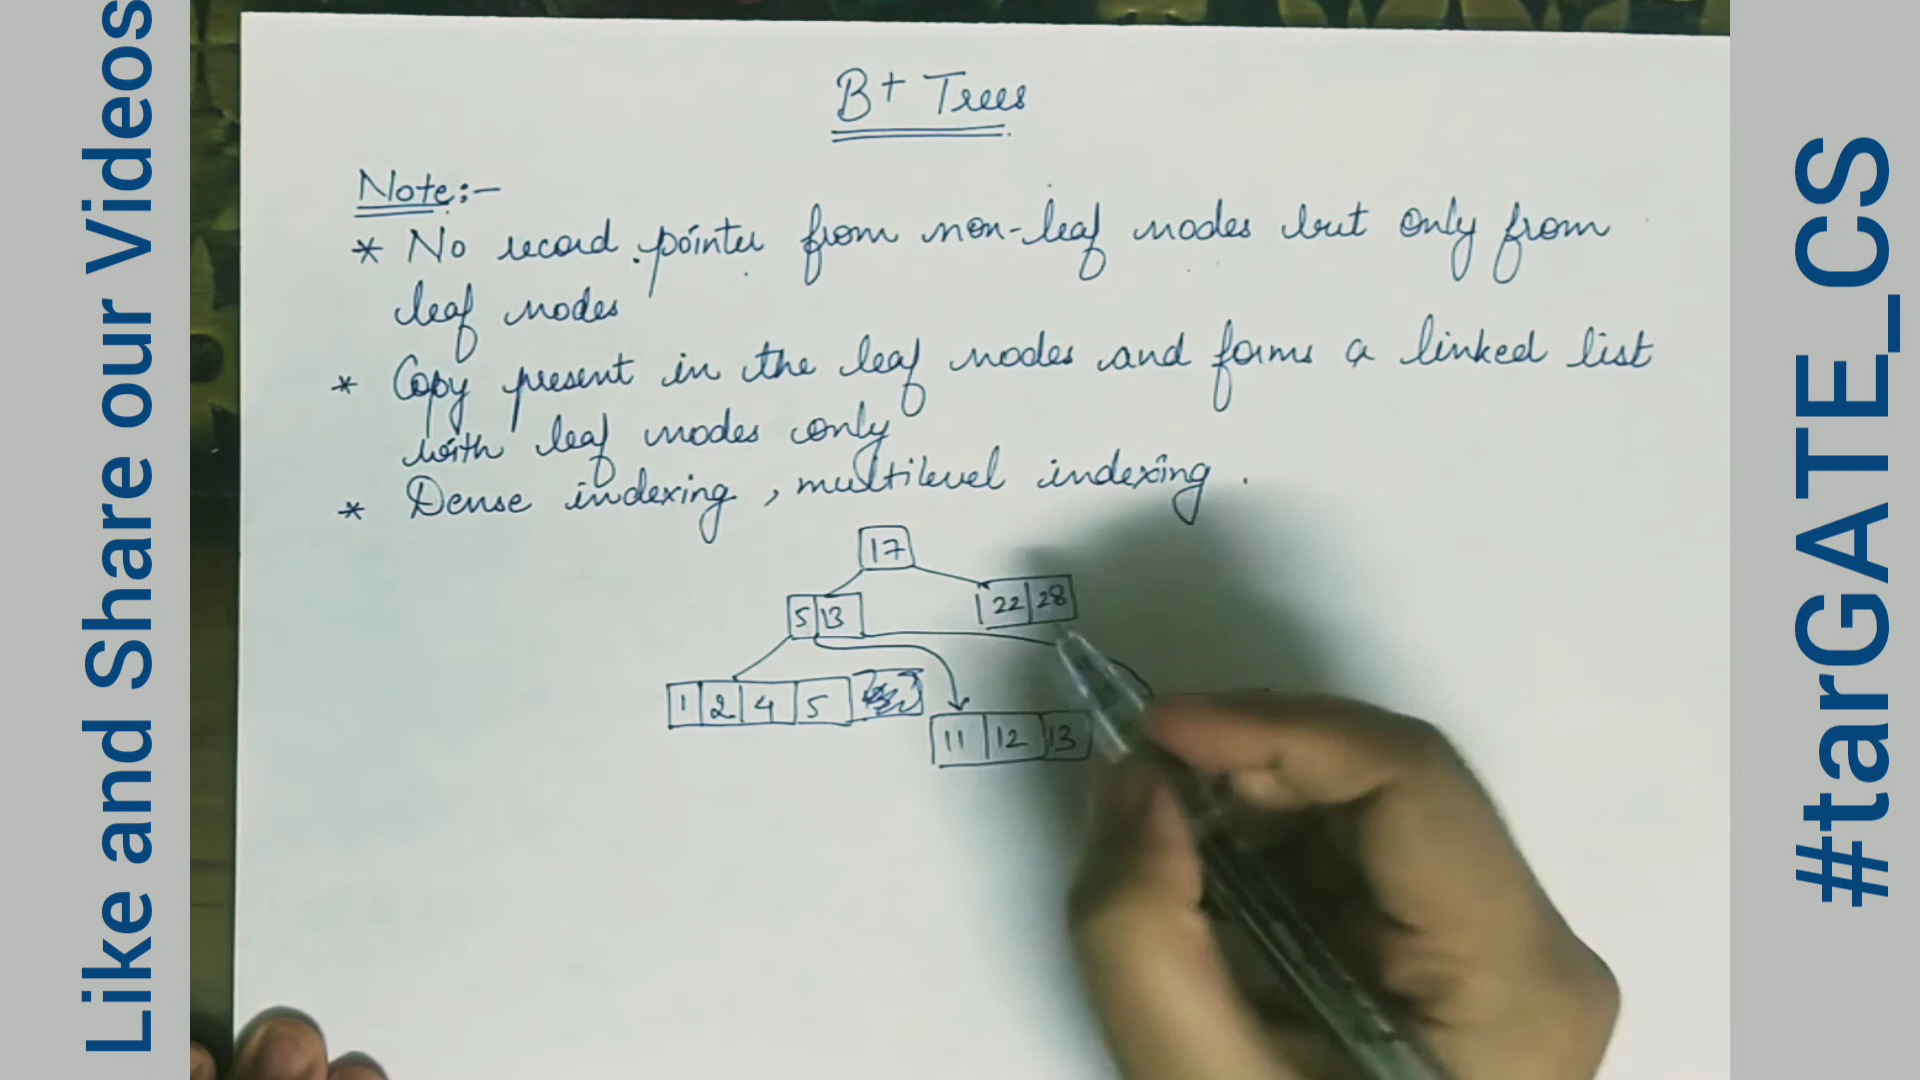 Like and Share our Videos
B+ Trees
Note:-
* No record pointer from non-leaf nodes but only from
leaf nodes
* Copy present in the leaf nodes and forms a linked list
with leaf nodes only
* Dense indexing, multilevel indexing.
17
5 13
22 28
1 2 4 5
11 12 13
#tarGATE_CS